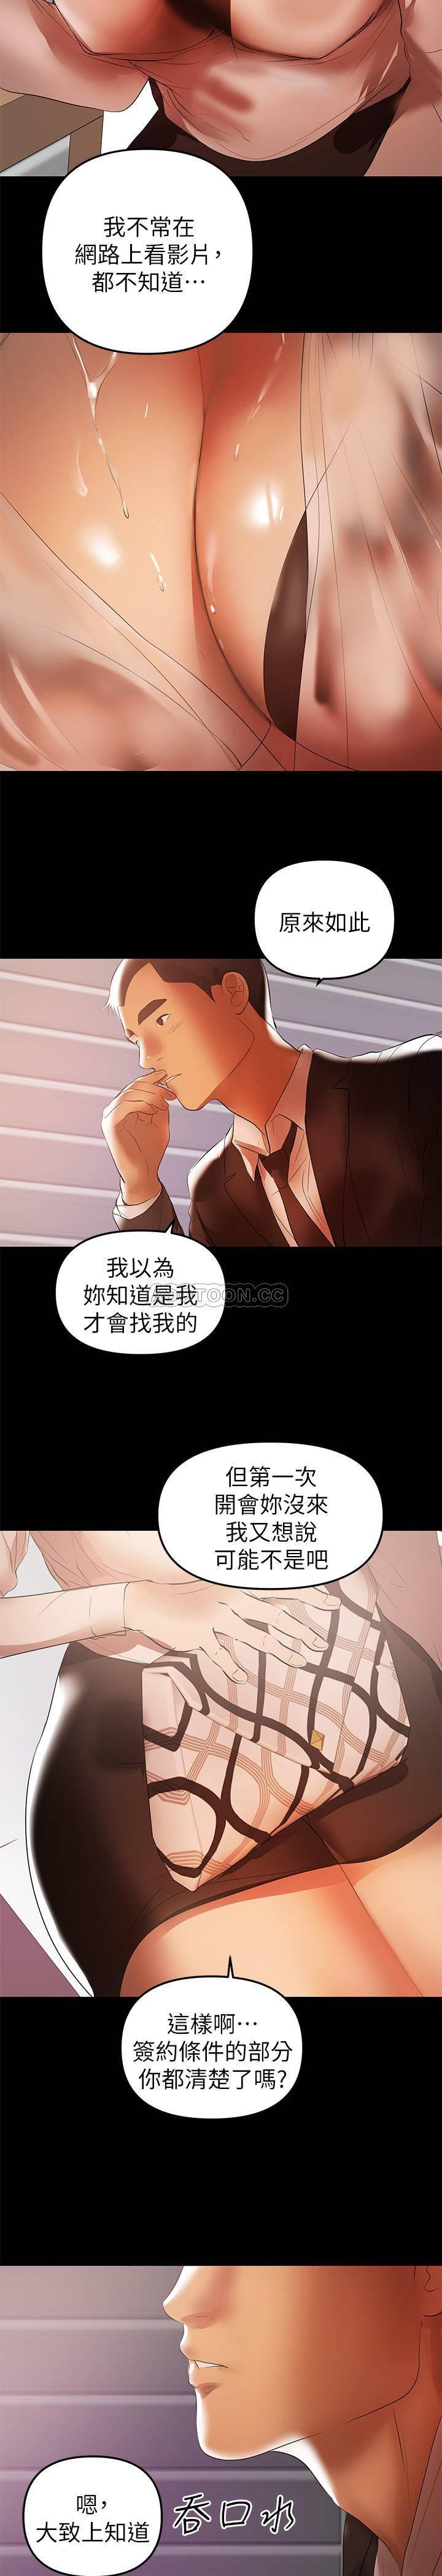 我不常在
網路上看影片，
都不知道…
原來如此
我以為
妳知道是我
才會找我的
TOON.CC
但第一次
開會妳沒來
我又想說
可能不是吧
這樣啊…
簽約條件的部分
你都清楚了嗎?
嗯，
大致上知道
吞口水